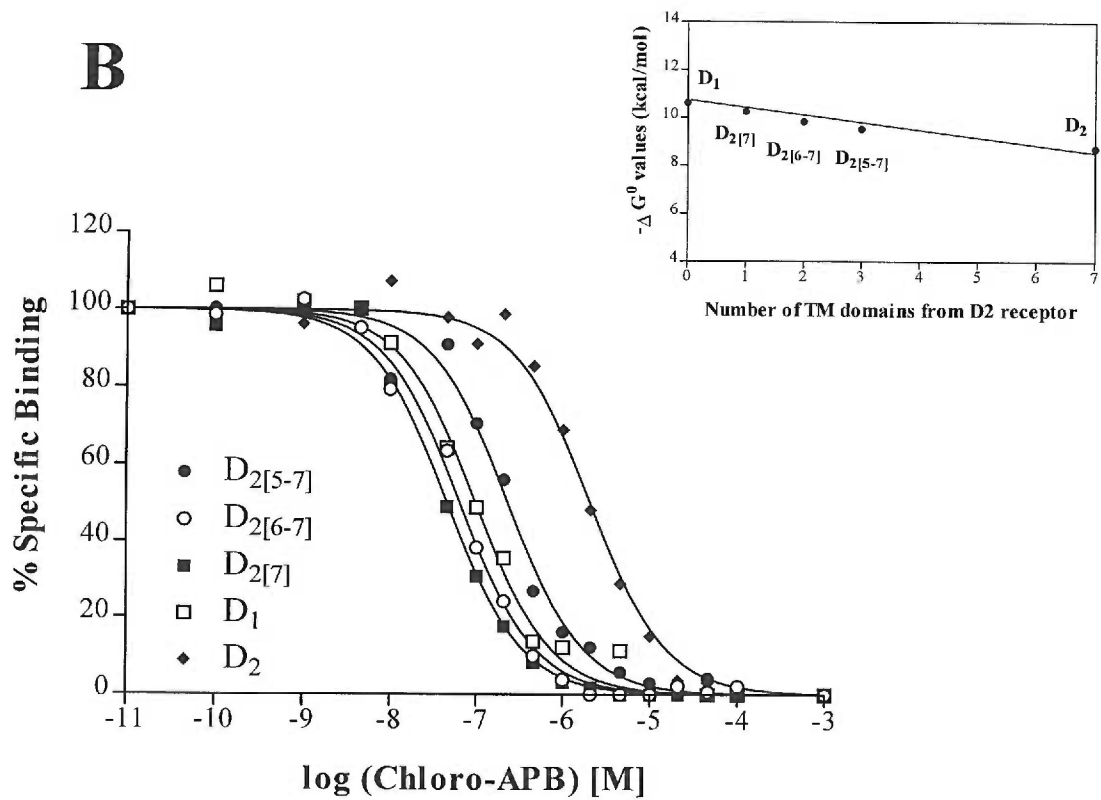 B
% Specific Binding
120
100
80
60
40
20
0
-11 -10 -9 -8 -7 -6 -5 -4 -3
log (Chloro-APB) [M]
D2[5-7]
D2[6-7]
D2[7]
D1
D2
-Δ G⁰ values (kcal/mol)
14
12
10
8
6
4
D1
D2[7]
D2[6-7]
D2[5-7]
D2
0 1 2 3 4 5 6 7
Number of TM domains from D2 receptor